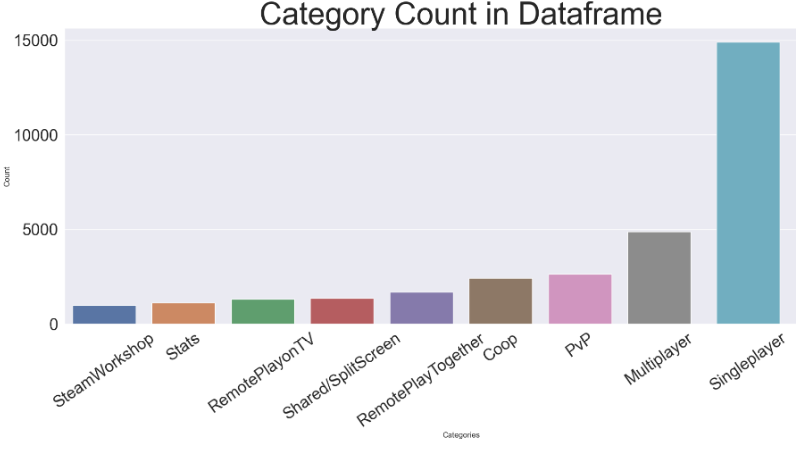 Category Count in Dataframe
15000
10000
5000
0
Count
SteamWorkshop
Stats
RemotePlayonTV
Shared/SplitScreen
RemotePlayTogether
Coop
PvP
Multiplayer
Singleplayer
Categories